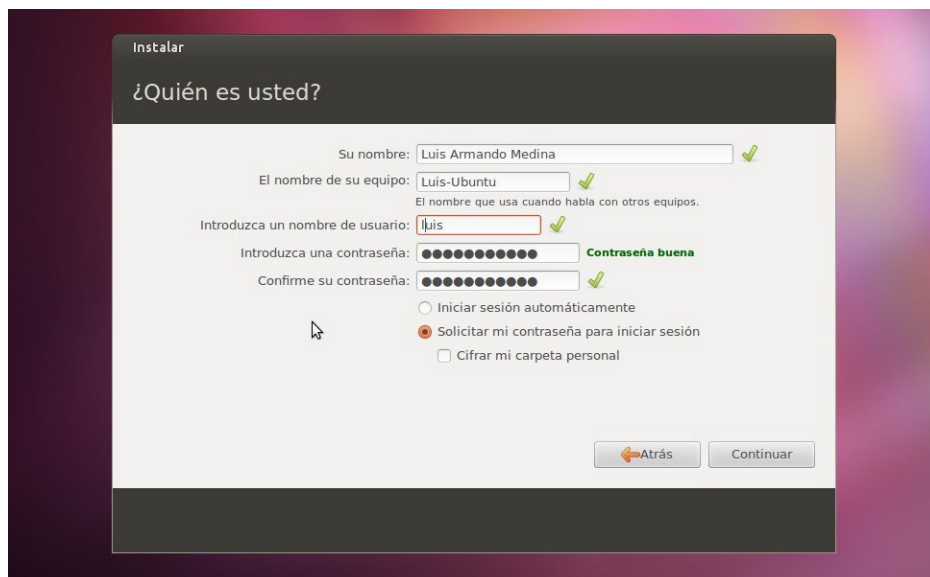 Instalar
¿Quién es usted?
Su nombre: Luis Armando Medina
El nombre de su equipo: Luis-Ubuntu
El nombre que usa cuando habla con otros equipos.
Introduzca un nombre de usuario: luis
Introduzca una contraseña: ●●●●●●●●●●● Contraseña buena
Confirme su contraseña: ●●●●●●●●●●●
Iniciar sesión automáticamente
Solicitar mi contraseña para iniciar sesión
Cifrar mi carpeta personal
Atrás Continuar